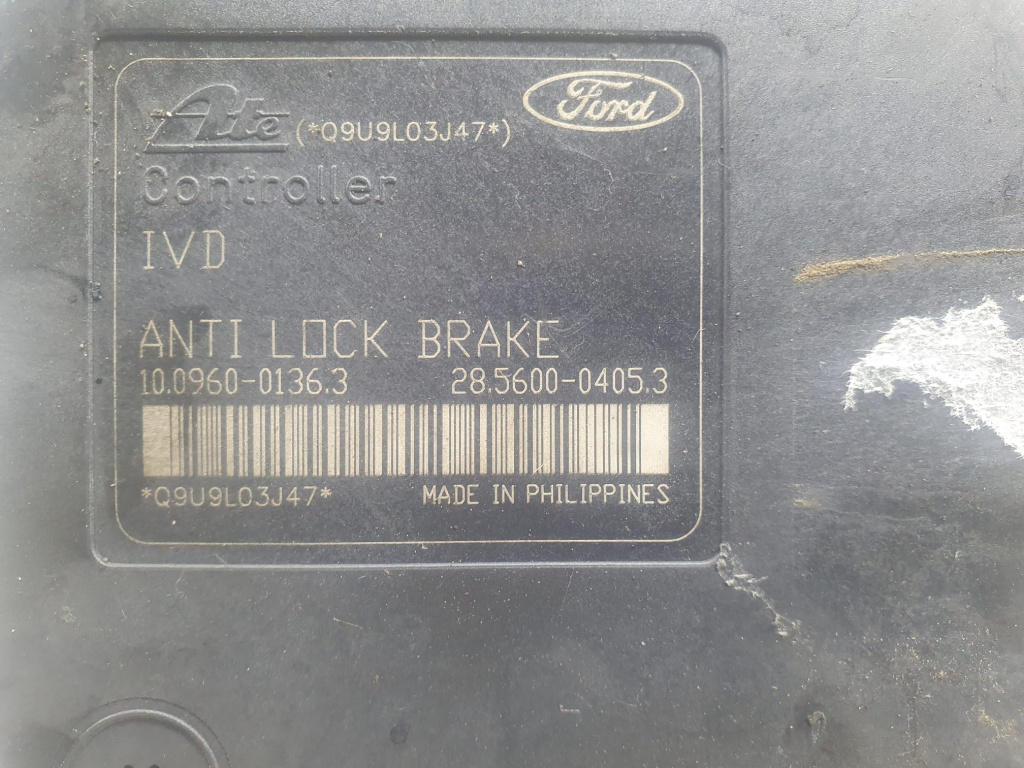 Ate (*Q9U9L03J47*) Ford
Controller
IVD
ANTI LOCK BRAKE
10.0960-0136.3 28.5600-0405.3
*Q9U9L03J47* MADE IN PHILIPPINES